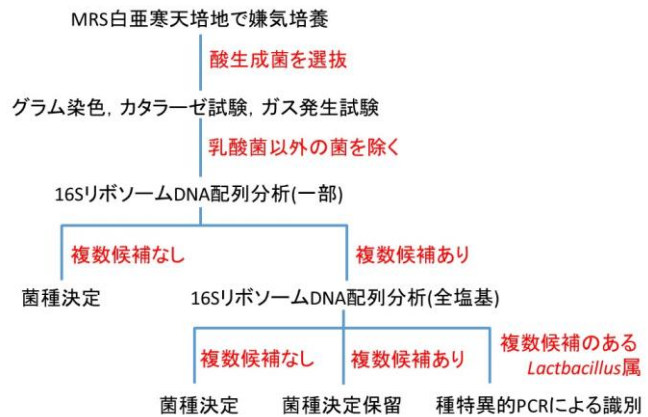 MRS白亜寒天培地で嫌気培養
酸生成菌を選抜
グラム染色, カタラーゼ試験, ガス発生試験
乳酸菌以外の菌を除く
16SリボソームDNA配列分析(一部)
複数候補なし
複数候補あり
菌種決定
16SリボソームDNA配列分析(全塩基)
複数候補なし
複数候補あり
複数候補のある
Lactbacillus属
菌種決定
菌種決定保留
種特異的PCRによる識別